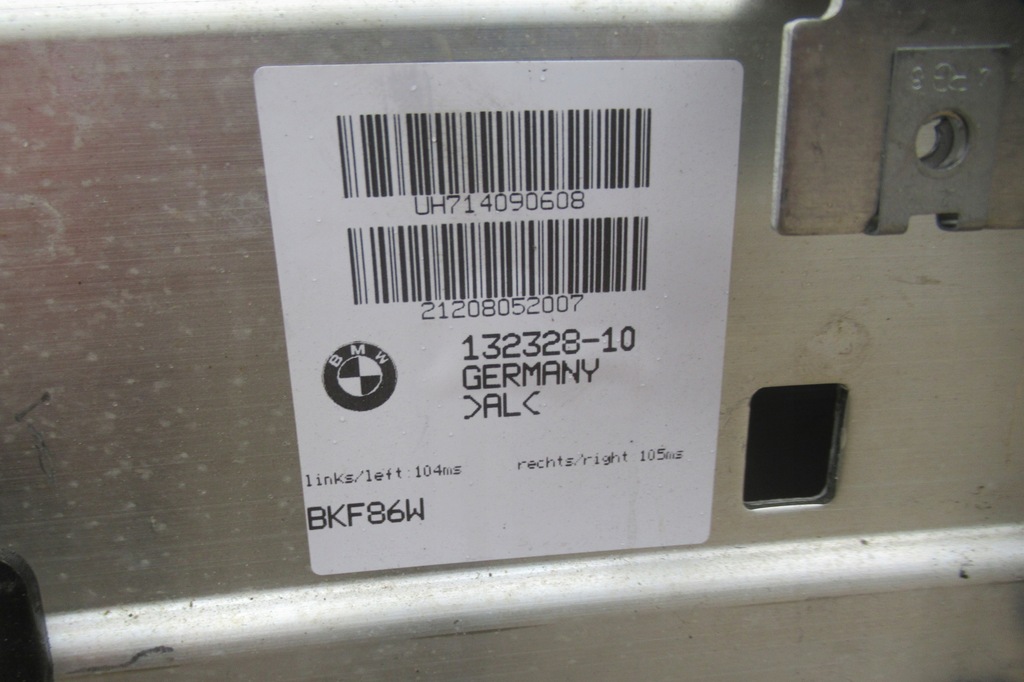 UH714090608
21208052007
BMW
132328-10
GERMANY
>AL<
links/left:104ms
rechts/right:105ms
BKF86W